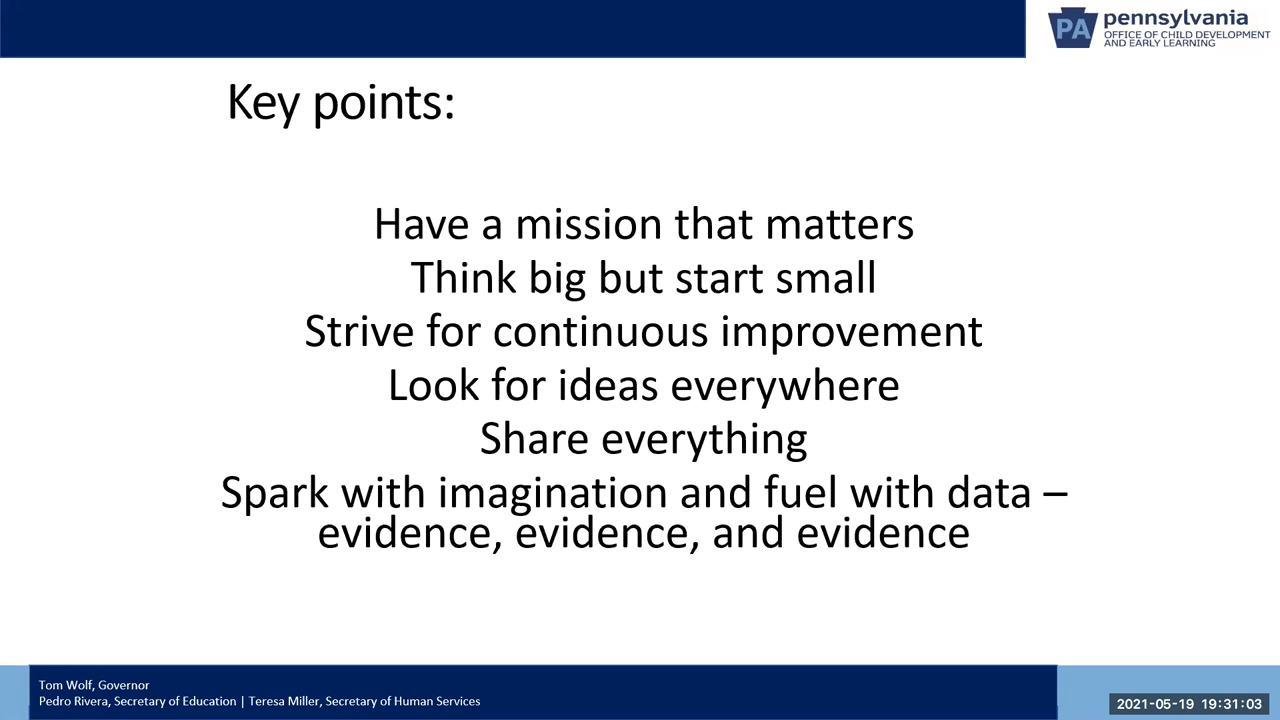 pennsylvania
PA
OFFICE OF CHILD DEVELOPMENT
AND EARLY LEARNING
Key points:
Have a mission that matters
Think big but start small
Strive for continuous improvement
Look for ideas everywhere
Share everything
Spark with imagination and fuel with data –
evidence, evidence, and evidence
Tom Wolf, Governor
Pedro Rivera, Secretary of Education | Teresa Miller, Secretary of Human Services
2021-05-19 19:31:03